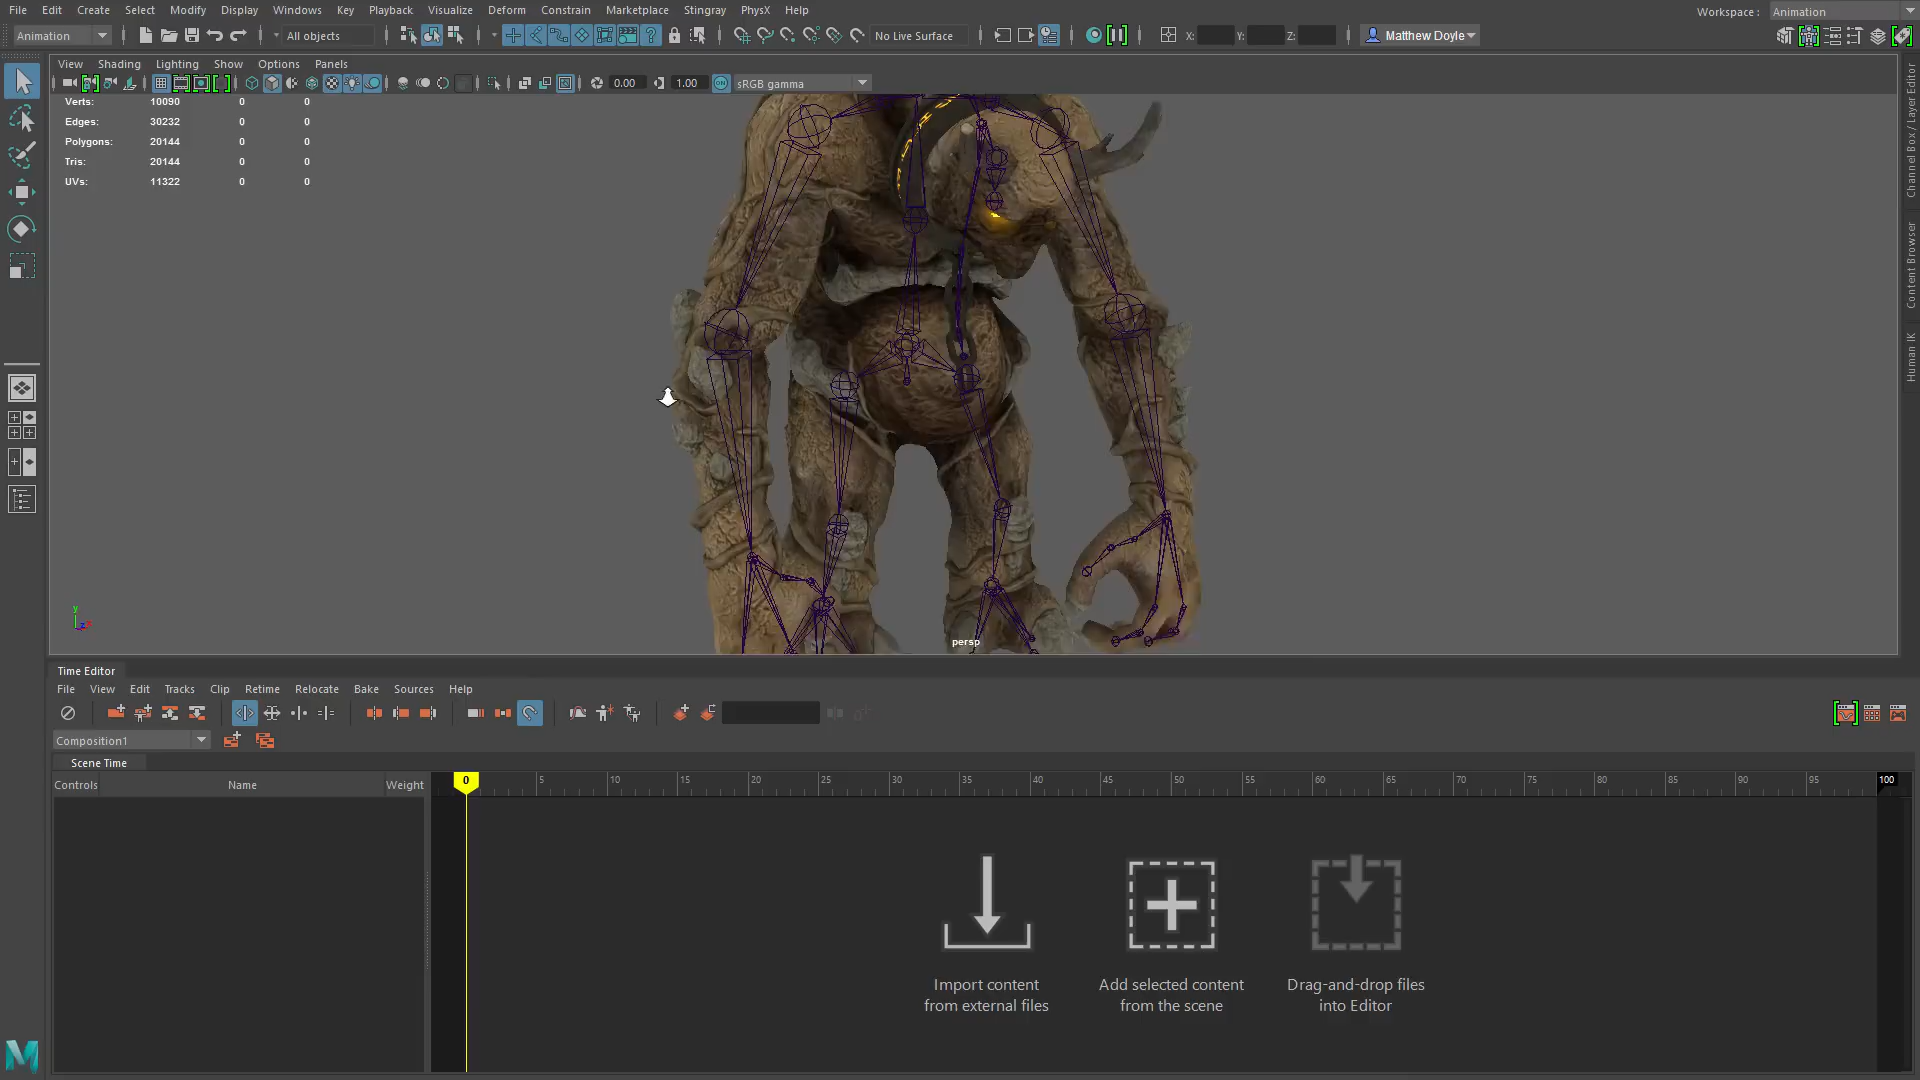 File Edit Create Select Modify Display Windows Key Playback Visualize Deform Constrain Marketplace Stingray PhysX Help Workspace : Animation
Animation All objects No Live Surface X: Y: Z: Matthew Doyle
View Shading Lighting Show Options Panels
0.00 1.00 ON sRGB gamma
Verts: 10090 0 0
Edges: 30232 0 0
Polygons: 20144 0 0
Tris: 20144 0 0
UVs: 11322 0 0
Channel Box / Layer Editor
Content Browser
Human IK
y
z
persp
Time Editor
File View Edit Tracks Clip Retime Relocate Bake Sources Help
Composition1
Scene Time
Controls Name Weight 0 5 10 15 20 25 30 35 40 45 50 55 60 65 70 75 80 85 90 95 100
Import content
from external files
Add selected content
from the scene
Drag-and-drop files
into Editor
M